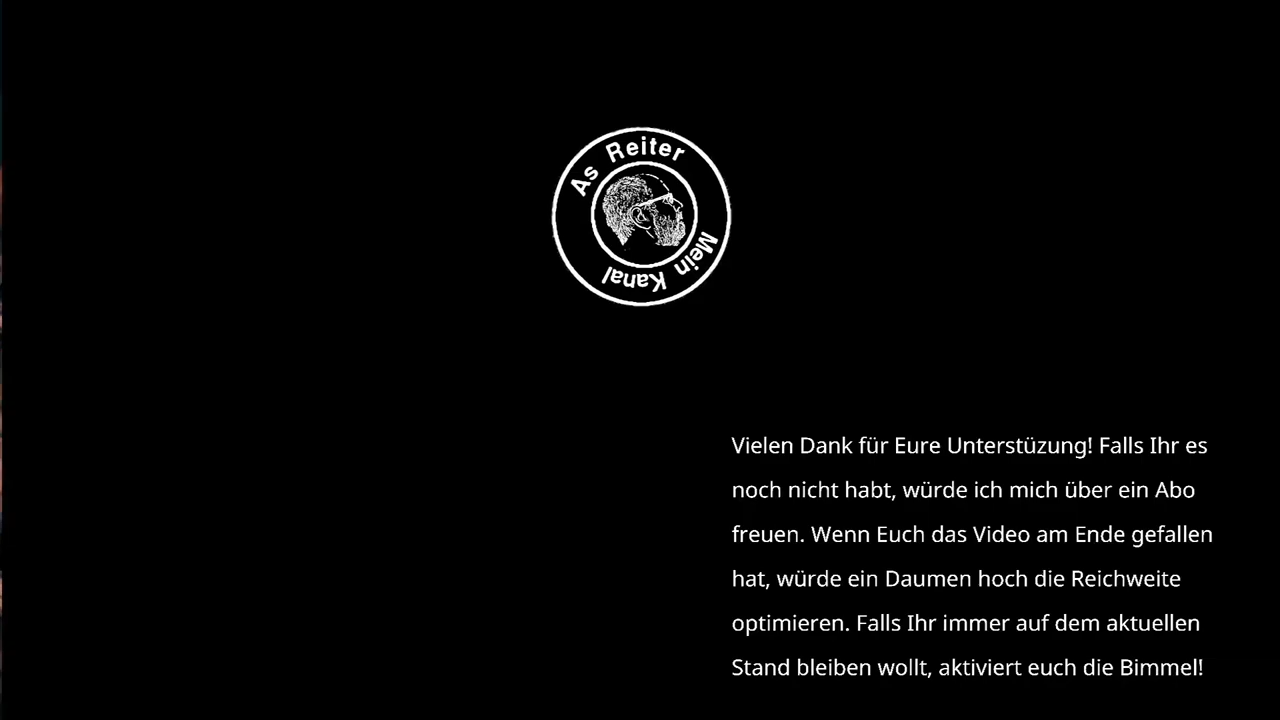 As Reiter
Mein Kanal
Vielen Dank für Eure Unterstüzung! Falls Ihr es
noch nicht habt, würde ich mich über ein Abo
freuen. Wenn Euch das Video am Ende gefallen
hat, würde ein Daumen hoch die Reichweite
optimieren. Falls Ihr immer auf dem aktuellen
Stand bleiben wollt, aktiviert euch die Bimmel!